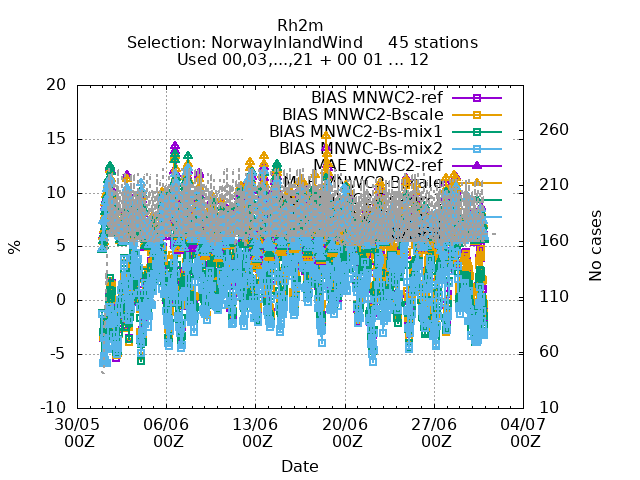 Rh2m
Selection: NorwayInlandWind 45 stations
Used 00,03,...,21 + 00 01 ... 12
BIAS MNWC2-ref
BIAS MNWC2-Bscale
BIAS MNWC-Bs-mix1
BIAS MNWC-Bs-mix2
MAE MNWC2-ref
MAE MNWC2-Bscale
20
15
10
5
0
-5
-10
%
260
210
160
110
60
10
No cases
30/05 06/06 13/06 20/06 27/06 04/07
00Z 00Z 00Z 00Z 00Z 00Z
Date